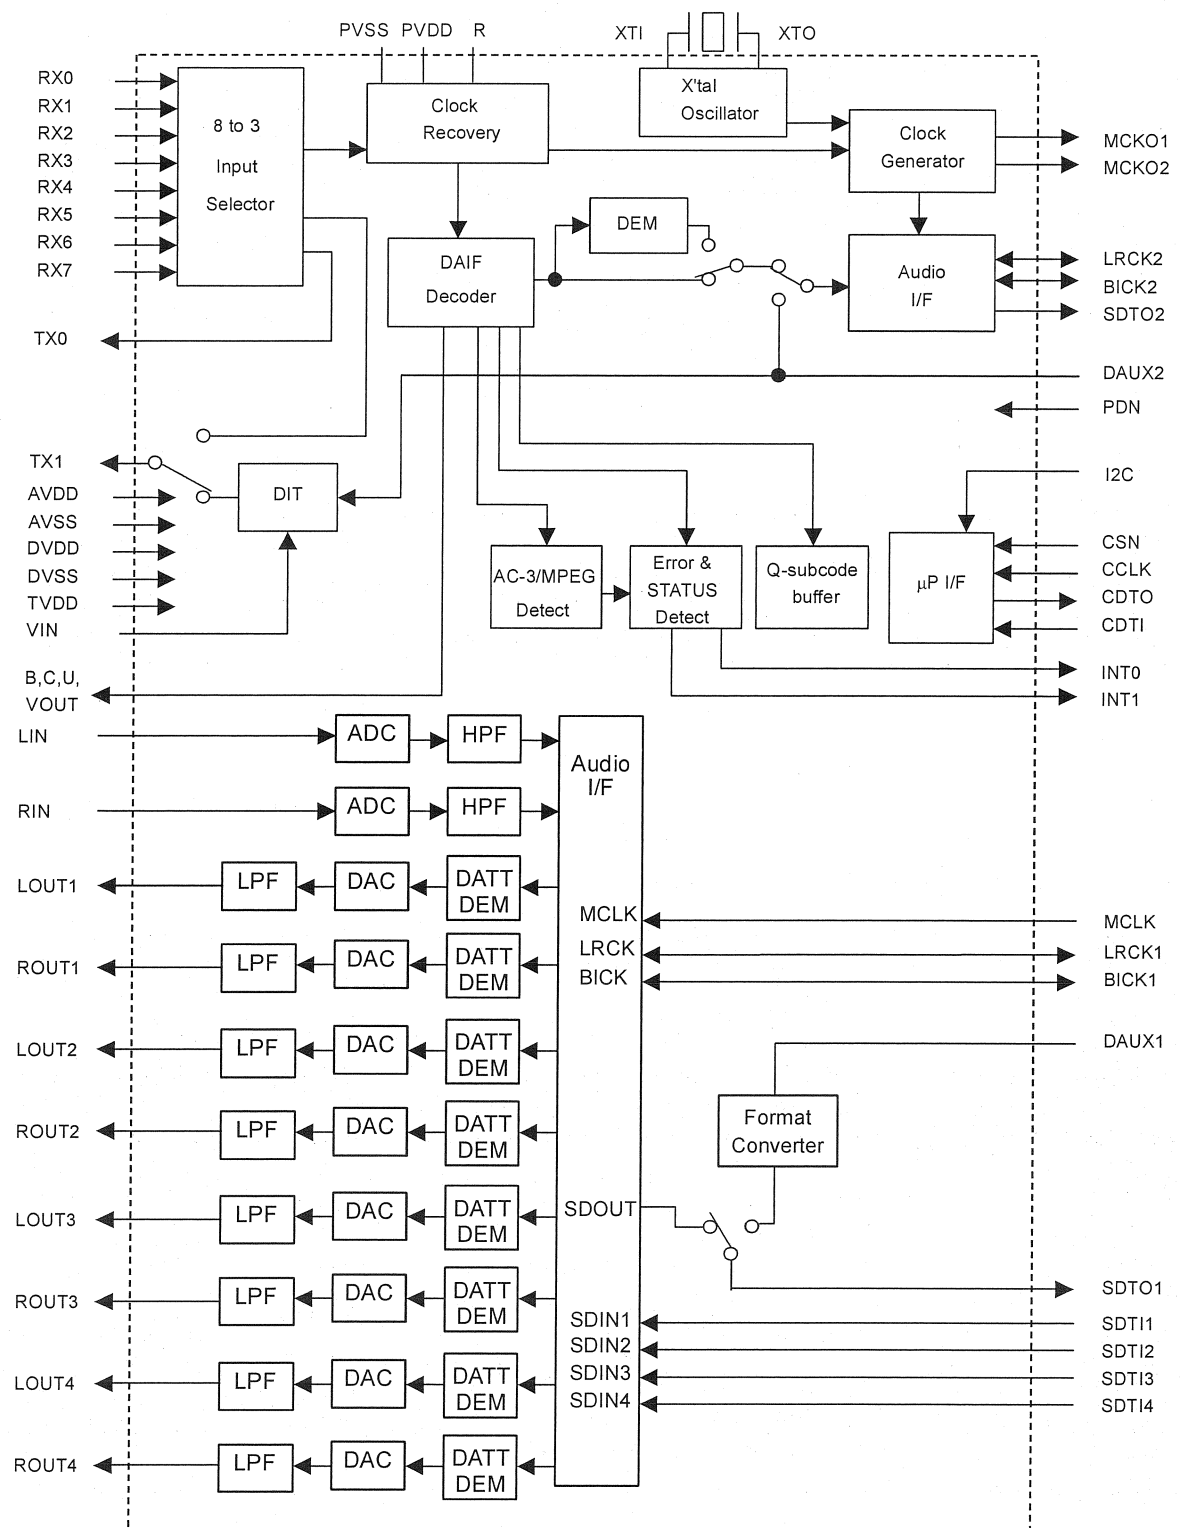 PVSS PVDD R
XTI XTO
RX0
RX1
RX2
RX3
RX4
RX5
RX6
RX7
8 to 3
Input
Selector
Clock
Recovery
X'tal
Oscillator
Clock
Generator
MCKO1
MCKO2
DEM
DAIF
Decoder
Audio
I/F
LRCK2
BICK2
SDTO2
TX0
DAUX2
PDN
TX1
AVDD
AVSS
DVDD
DVSS
TVDD
VIN
DIT
I2C
AC-3/MPEG
Detect
Error &
STATUS
Detect
Q-subcode
buffer
µP I/F
CSN
CCLK
CDTO
CDTI
INT0
INT1
B,C,U,
VOUT
LIN
ADC
HPF
Audio
I/F
RIN
ADC
HPF
LOUT1
LPF
DAC
DATT
DEM
ROUT1
LPF
DAC
DATT
DEM
LOUT2
LPF
DAC
DATT
DEM
ROUT2
LPF
DAC
DATT
DEM
LOUT3
LPF
DAC
DATT
DEM
ROUT3
LPF
DAC
DATT
DEM
LOUT4
LPF
DAC
DATT
DEM
ROUT4
LPF
DAC
DATT
DEM
MCLK
LRCK
BICK
MCLK
LRCK1
BICK1
DAUX1
Format
Converter
SDOUT
SDTO1
SDIN1
SDIN2
SDIN3
SDIN4
SDTI1
SDTI2
SDTI3
SDTI4